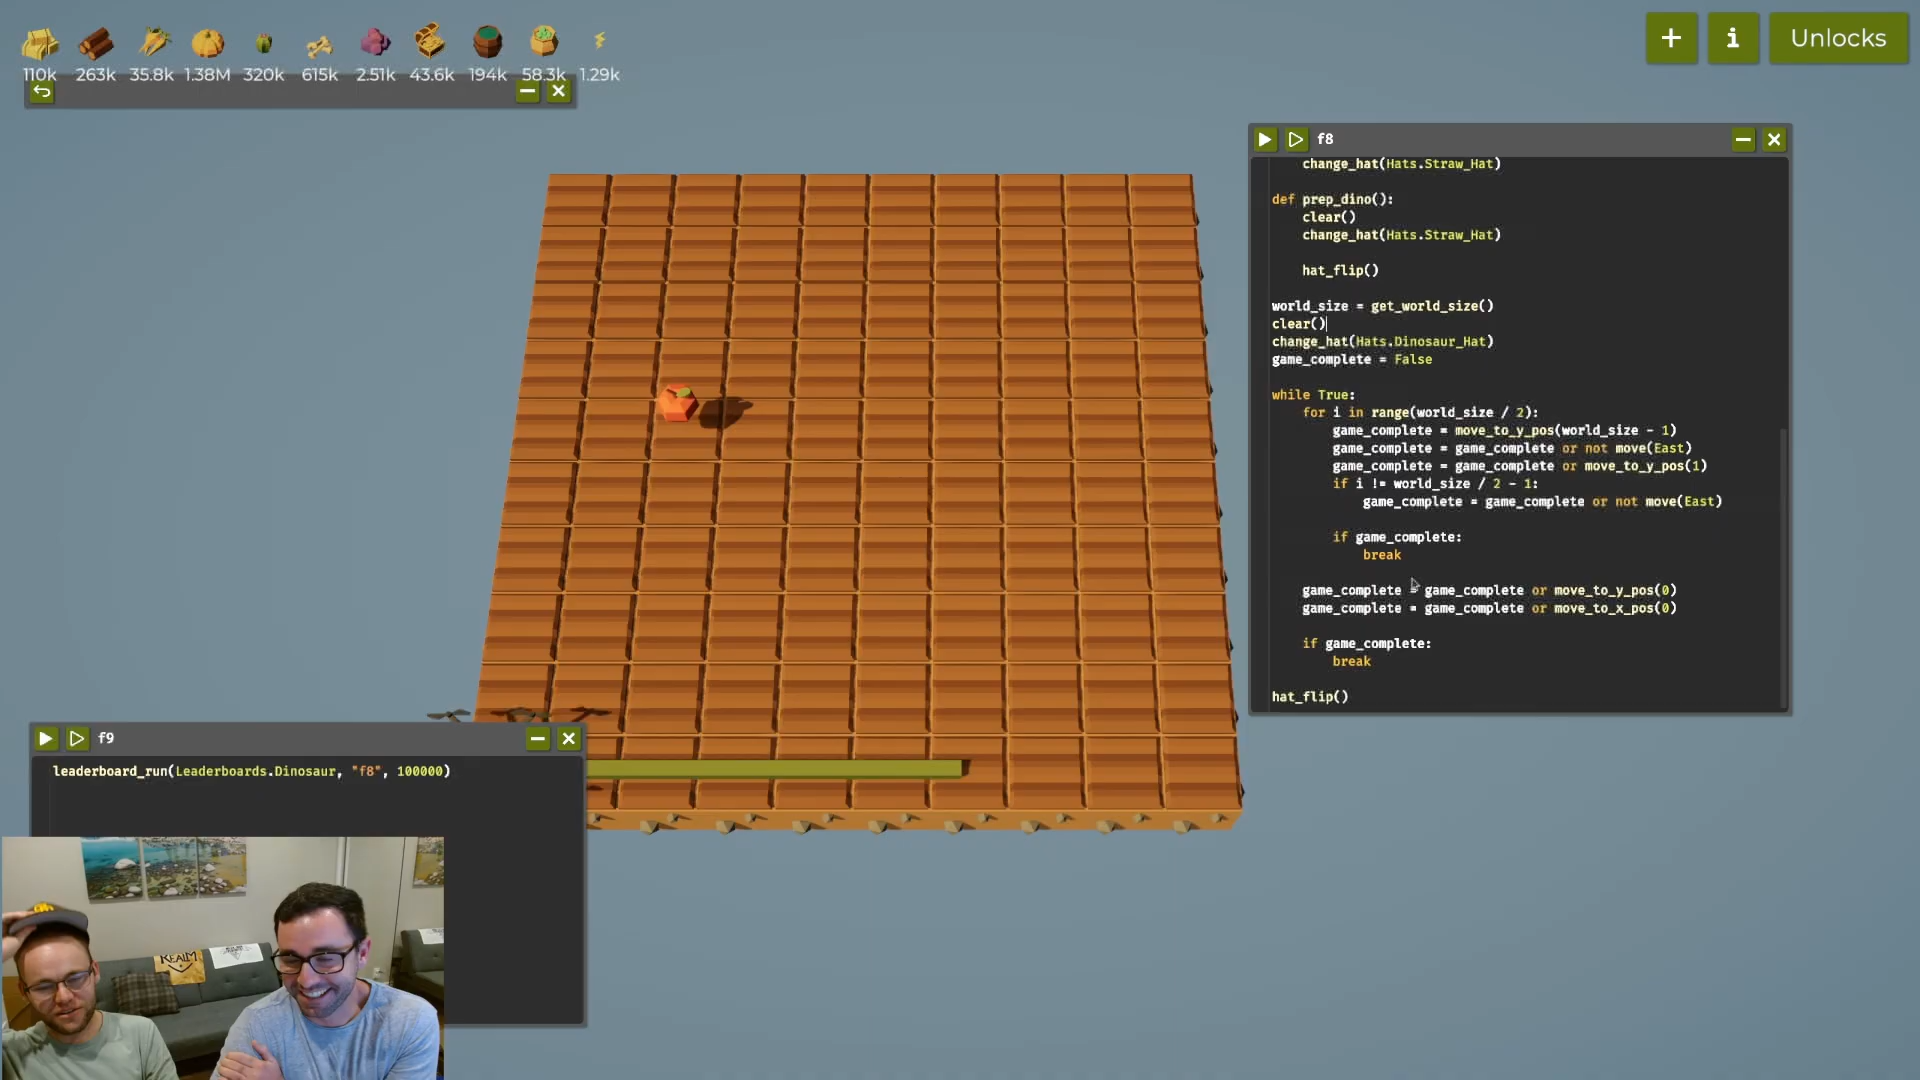 110k 263k 35.8k 1.38M 320k 615k 2.51k 43.6k 194k 58.3k 1.29k
+ i Unlocks
f8
change_hat(Hats.Straw_Hat)
def prep_dino():
clear()
change_hat(Hats.Straw_Hat)
hat_flip()
world_size = get_world_size()
clear()
change_hat(Hats.Dinosaur_Hat)
game_complete = False
while True:
for i in range(world_size / 2):
game_complete = move_to_y_pos(world_size - 1)
game_complete = game_complete or not move(East)
game_complete = game_complete or move_to_y_pos(1)
if i != world_size / 2 - 1:
game_complete = game_complete or not move(East)
if game_complete:
break
game_complete = game_complete or move_to_y_pos(0)
game_complete = game_complete or move_to_x_pos(0)
if game_complete:
break
hat_flip()
f9
leaderboard_run(Leaderboards.Dinosaur, "f8", 100000)
REALM